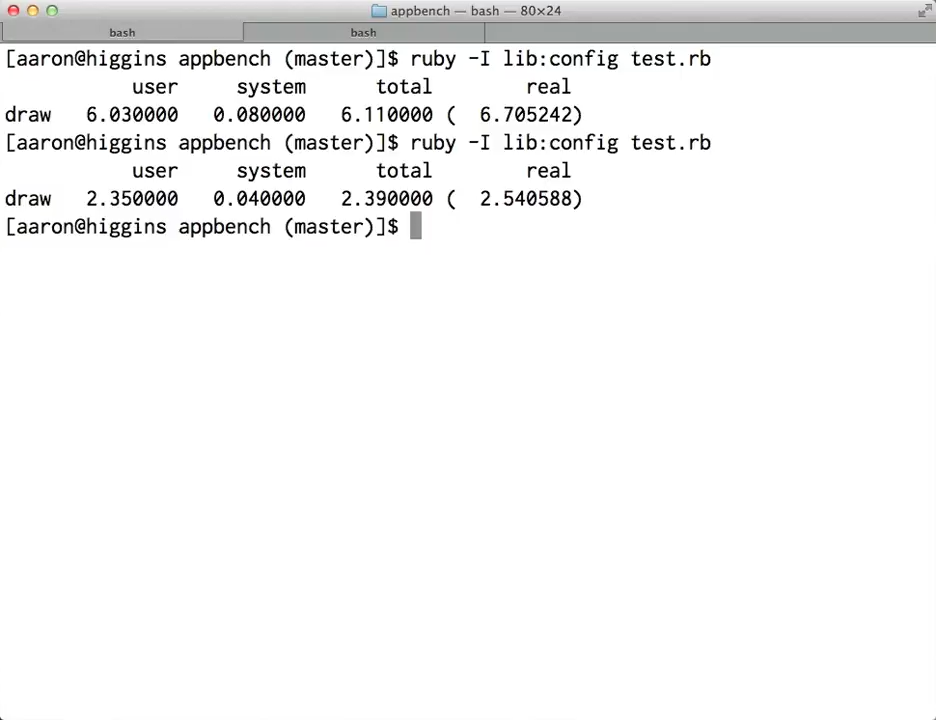 appbench — bash — 80×24
bash bash
[aaron@higgins appbench (master)]$ ruby -I lib:config test.rb
user system total real
draw 6.030000 0.080000 6.110000 ( 6.705242)
[aaron@higgins appbench (master)]$ ruby -I lib:config test.rb
user system total real
draw 2.350000 0.040000 2.390000 ( 2.540588)
[aaron@higgins appbench (master)]$